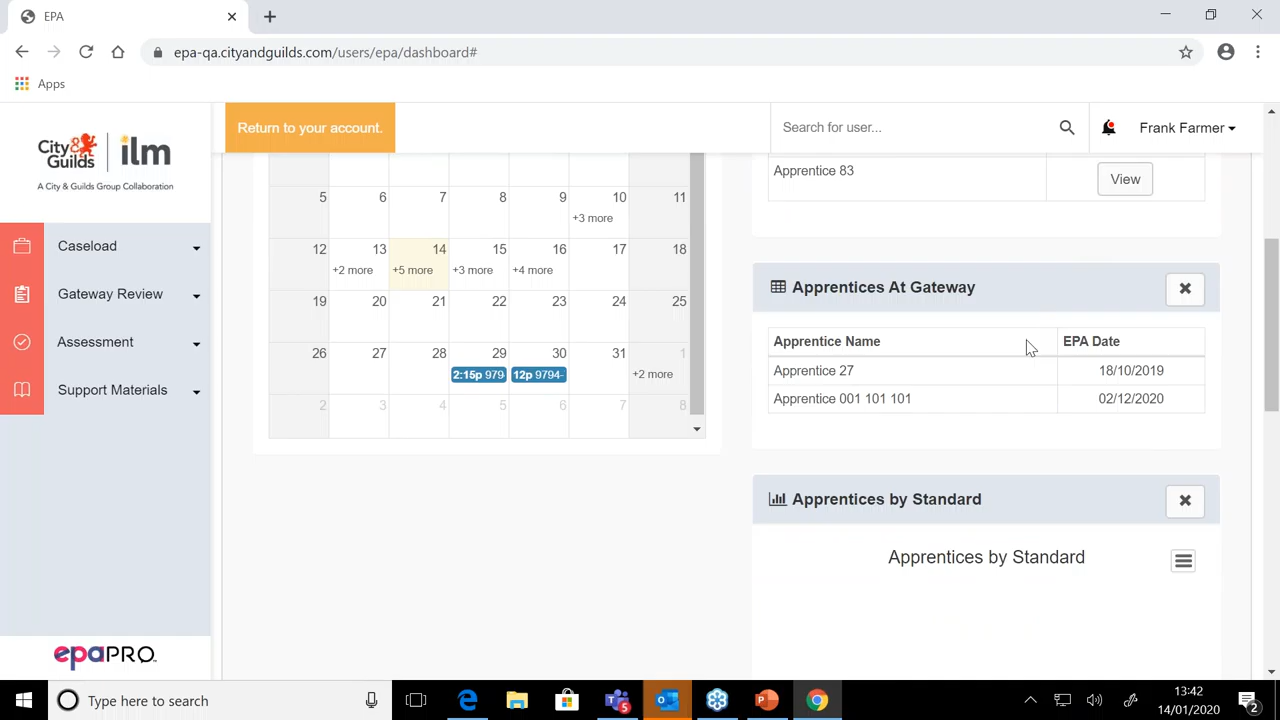 EPA
epa-qa.cityandguilds.com/users/epa/dashboard#
Apps
City & Guilds
ilm
A City & Guilds Group Collaboration
Return to your account.
Search for user...
Frank Farmer
Caseload
Gateway Review
Assessment
Support Materials
epaPRO
5 6 7 8 9 10 11
+3 more
12 13 14 15 16 17 18
+2 more +5 more +3 more +4 more
19 20 21 22 23 24 25
26 27 28 29 30 31 1
2:15p 979 12p 9794- +2 more
2 3 4 5 6 7 8
Apprentice 83
View
Apprentices At Gateway
Apprentice Name EPA Date
Apprentice 27 18/10/2019
Apprentice 001 101 101 02/12/2020
Apprentices by Standard
Apprentices by Standard
Type here to search
5
13:42
14/01/2020
2